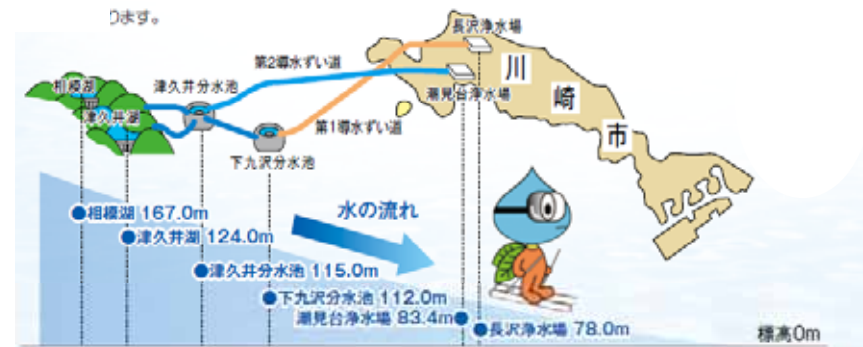 ります。
長沢浄水場
第2導水ずい道
川崎市
相模湖
津久井分水池
潮見台浄水場
津久井湖
第1導水ずい道
下九沢分水池
水の流れ
●相模湖 167.0m
●津久井湖 124.0m
●津久井分水池 115.0m
●下九沢分水池 112.0m
潮見台浄水場 83.4m●
●長沢浄水場 78.0m
標高0m